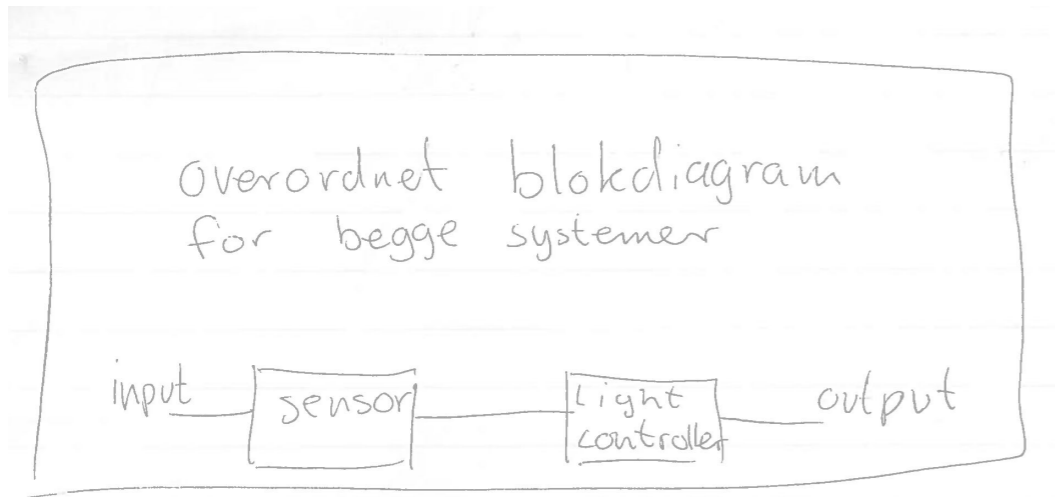 overordnet blokdiagram
for begge systemer
input
sensor
Light
controller
output